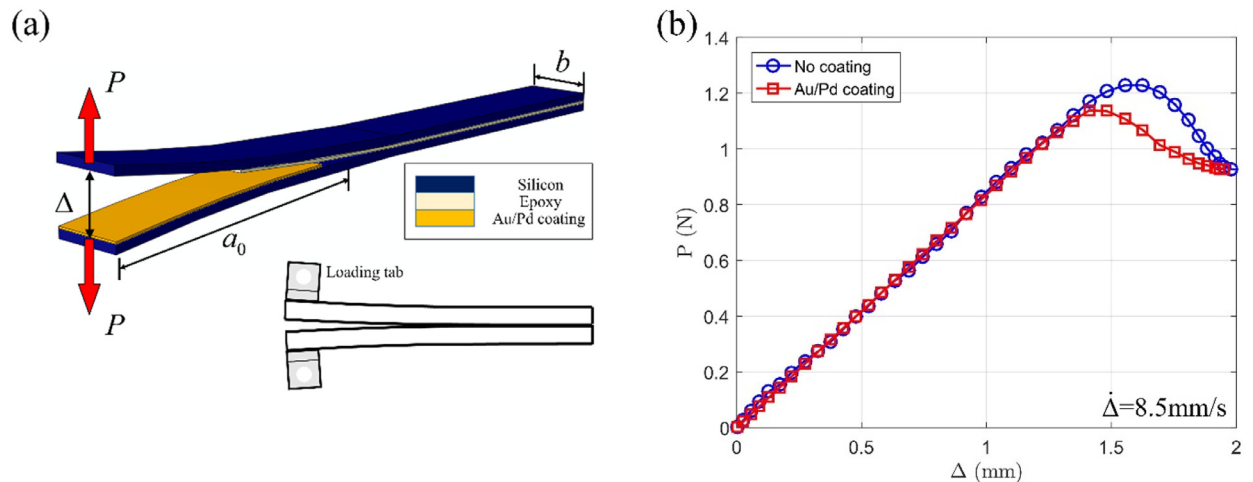 (a)
P
b
Δ
a₀
P
Silicon
Epoxy
Au/Pd coating
Loading tab
(b)
1.4
1.2
1
0.8
0.6
0.4
0.2
0
P (N)
No coating
Au/Pd coating
Δ̇=8.5mm/s
0
0.5
1
1.5
2
Δ (mm)